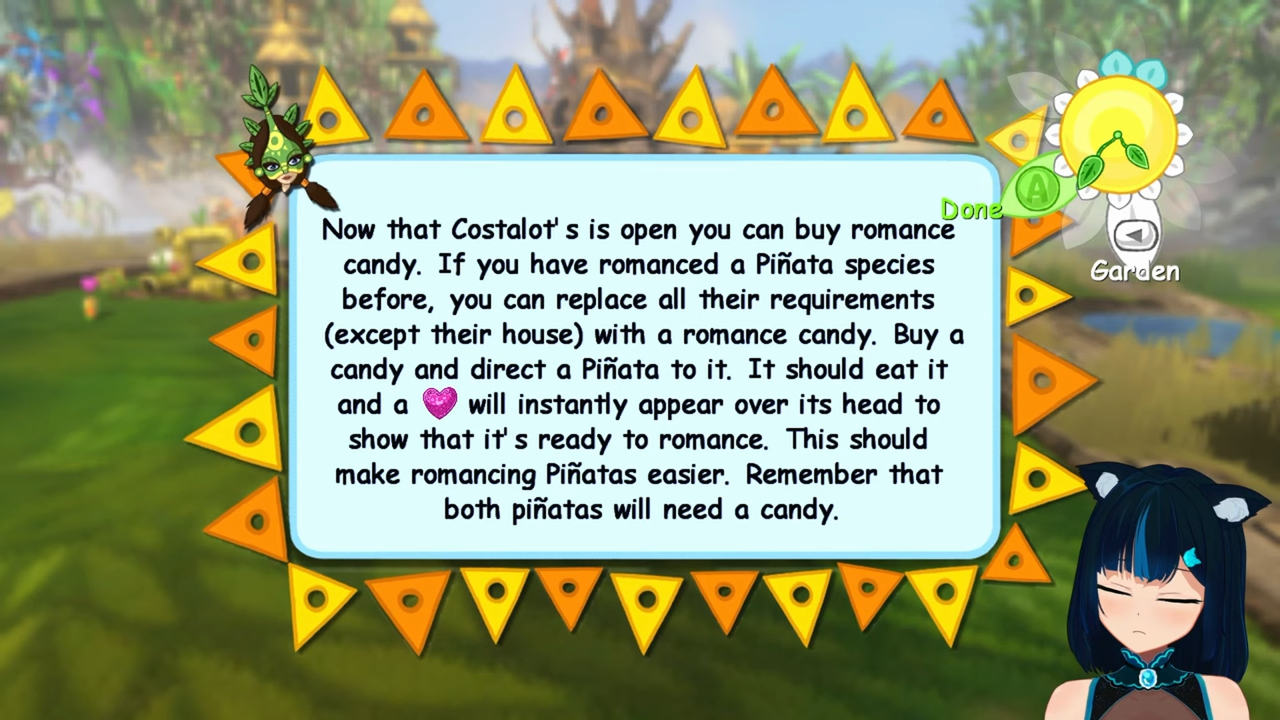 Now that Costalot's is open you can buy romance
candy. If you have romanced a Piñata species
before, you can replace all their requirements
(except their house) with a romance candy. Buy a
candy and direct a Piñata to it. It should eat it
and a will instantly appear over its head to
show that it's ready to romance. This should
make romancing Piñatas easier. Remember that
both piñatas will need a candy.
Done
A
Garden